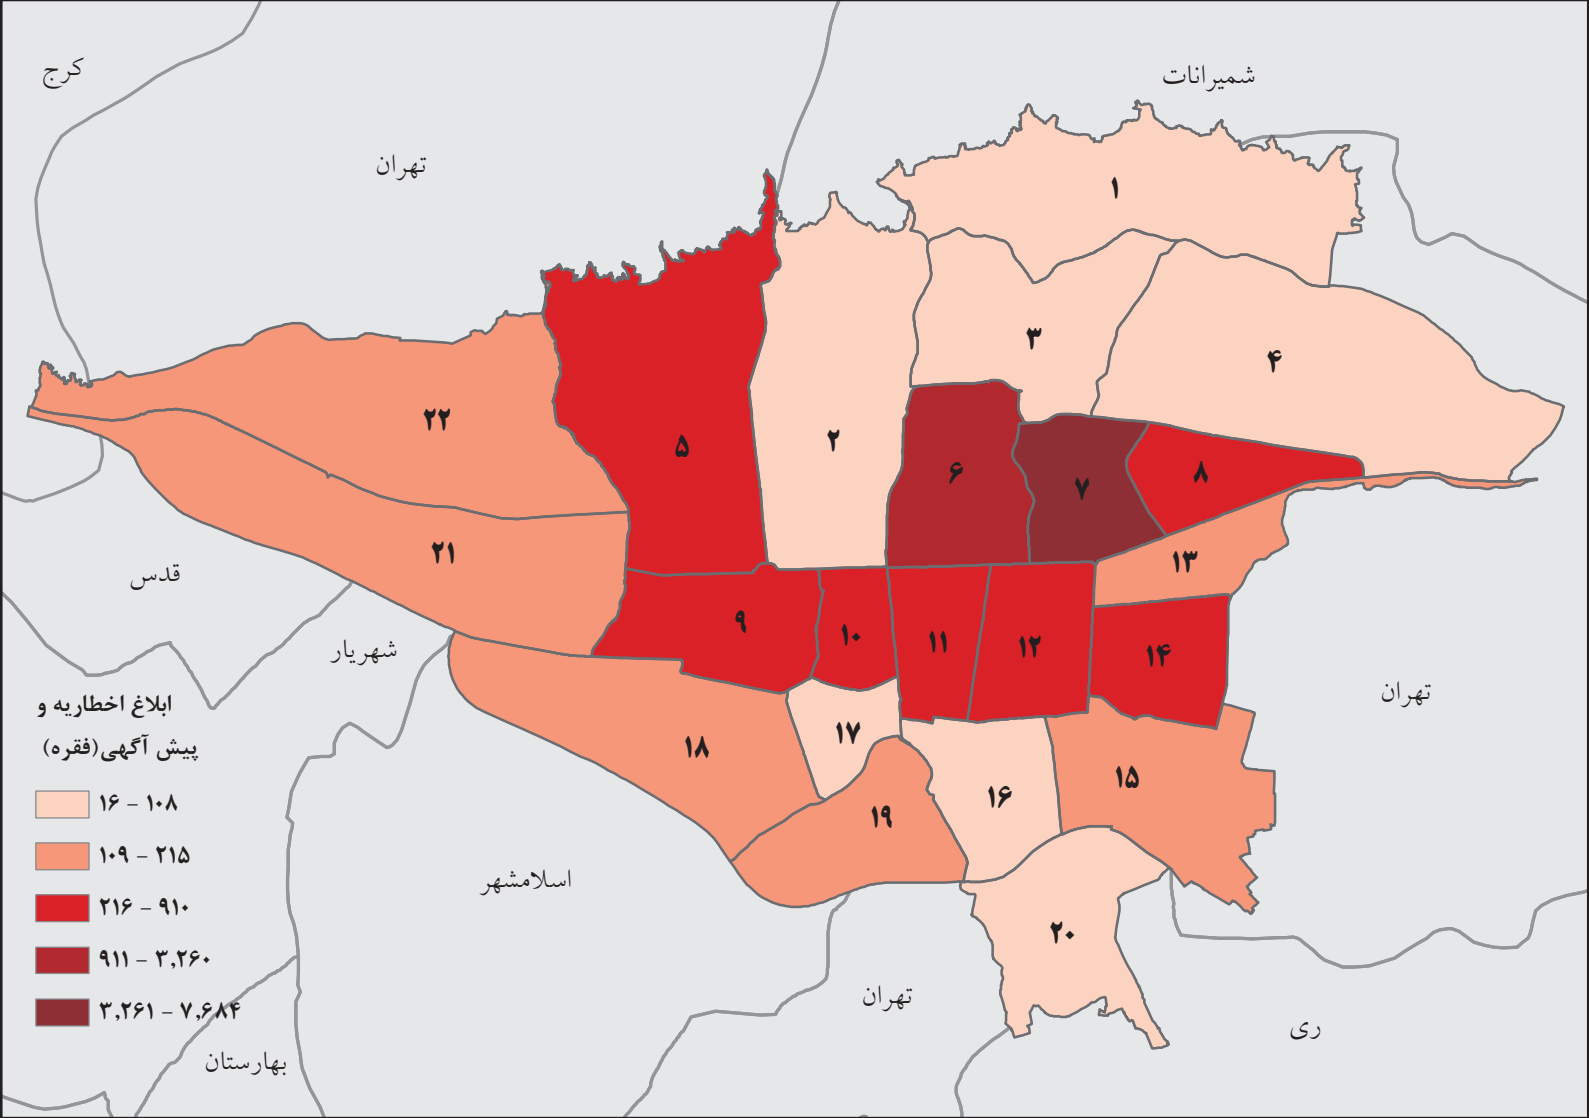 کرج
شمیرانات
تهران
۱
۳
۴
۲۲
۵
۲
۶
۷
۸
۲۱
۱۳
قدس
۹
۱۰
۱۱
۱۲
۱۴
شهریار
تهران
۱۸
۱۷
۱۵
۱۶
۱۹
اسلامشهر
۲۰
تهران
ری
بهارستان
ابلاغ اخطاریه و
پیش آگهی(فقره)
۱۶ - ۱۰۸
۱۰۹ - ۲۱۵
۲۱۶ - ۹۱۰
۹۱۱ - ۳,۲۶۰
۳,۲۶۱ - ۷,۶۸۴